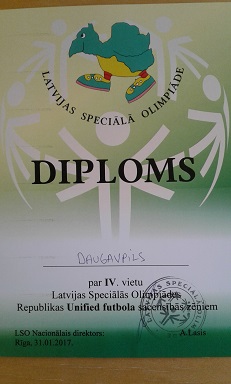 LATVIJAS SPECIĀLĀ OLIMPIĀDE
DIPLOMS
DAUGAVPILS
par IV. vietu
Latvijas Speciālās Olimpiādes
Republikas Unified futbola sacensībās zēniem
LSO Nacionālais direktors:
A.Lasis
Rīga, 31.01.2017.